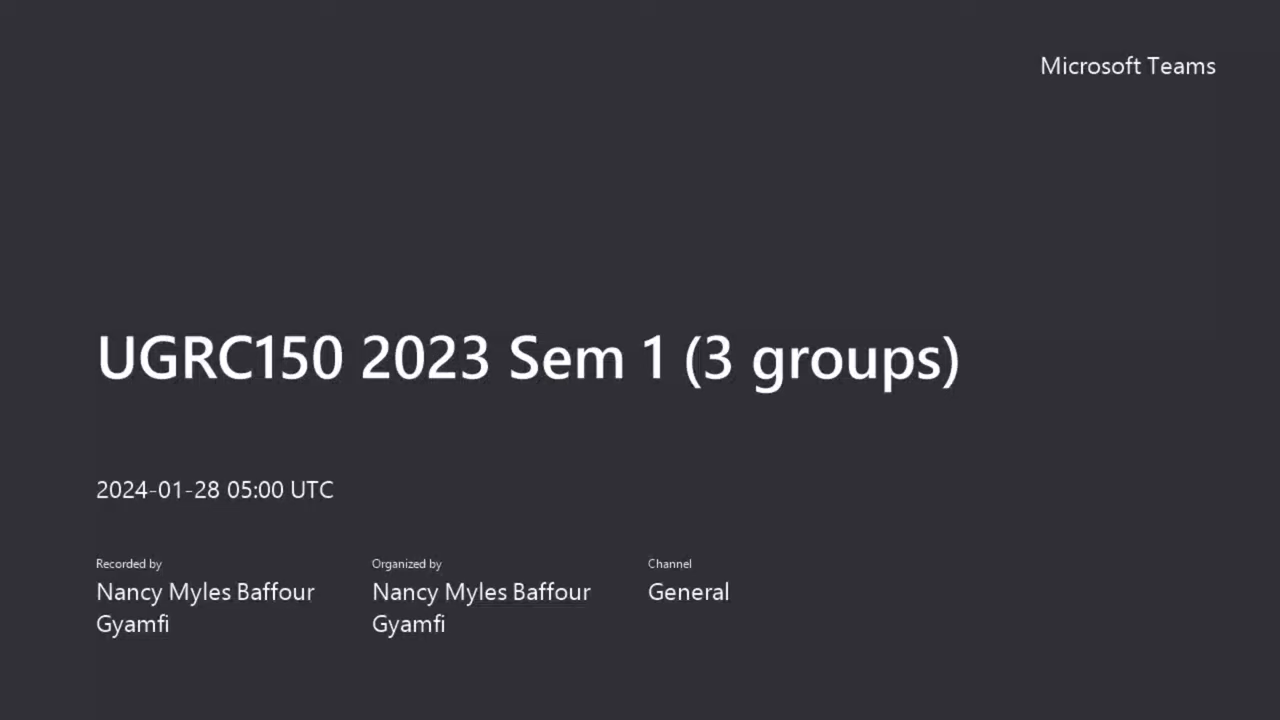 Microsoft Teams
UGRC150 2023 Sem 1 (3 groups)
2024-01-28 05:00 UTC
Recorded by
Nancy Myles Baffour
Gyamfi
Organized by
Nancy Myles Baffour
Gyamfi
Channel
General